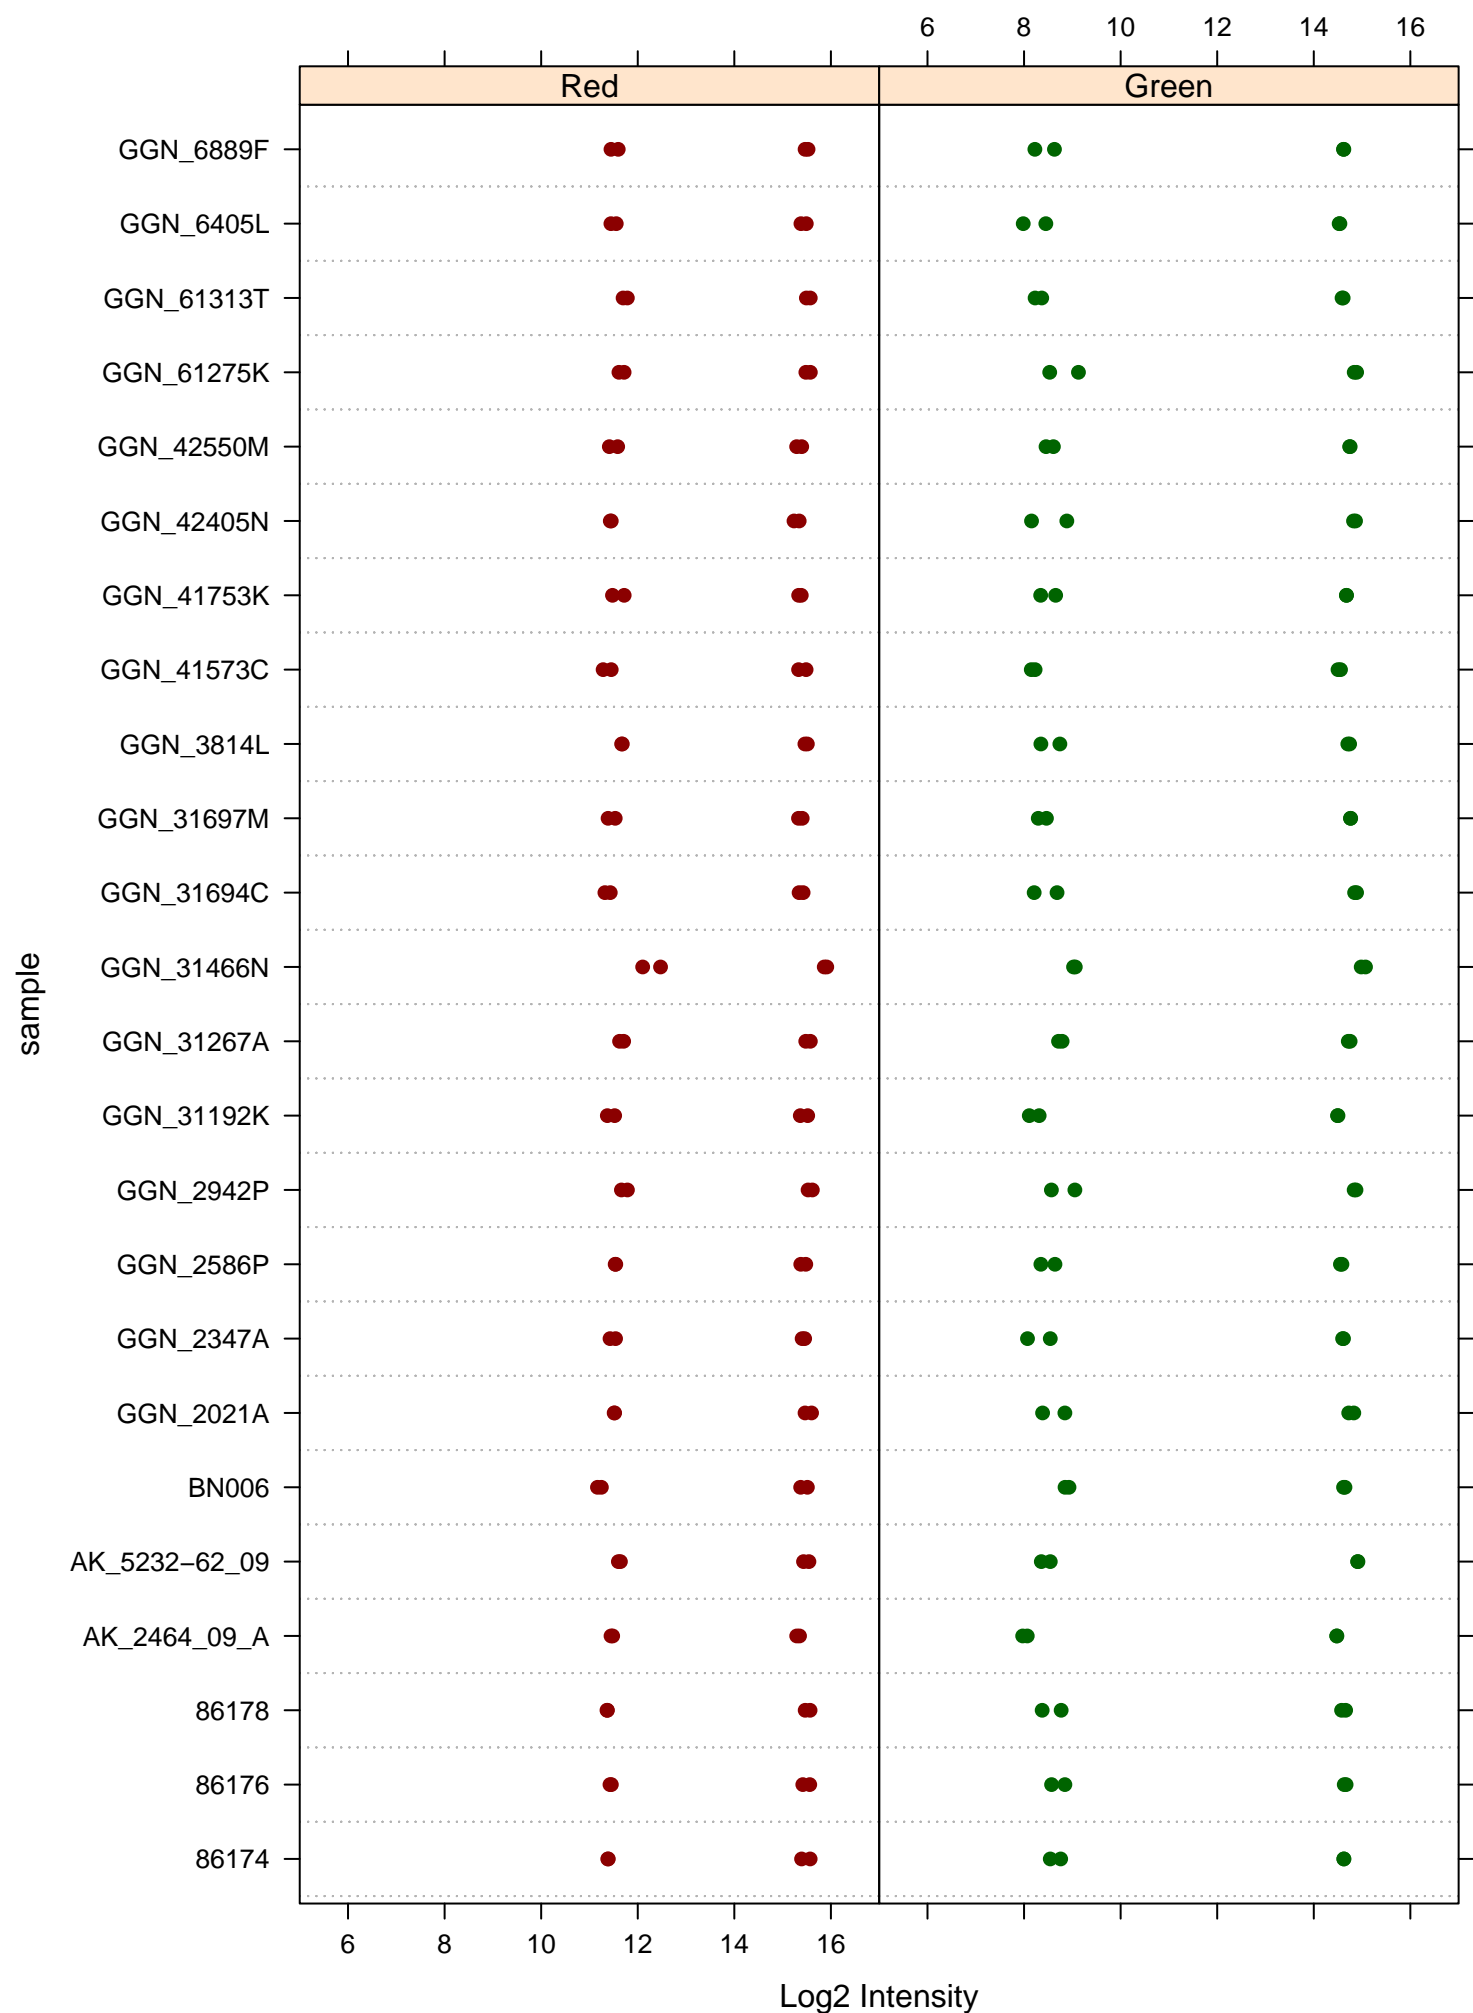 6 8 10 12 14 16
Red Green
GGN_6889F
GGN_6405L
GGN_61313T
GGN_61275K
GGN_42550M
GGN_42405N
GGN_41753K
GGN_41573C
GGN_3814L
GGN_31697M
GGN_31694C
GGN_31466N
GGN_31267A
GGN_31192K
GGN_2942P
GGN_2586P
GGN_2347A
GGN_2021A
BN006
AK_5232−62_09
AK_2464_09_A
86178
86176
86174
sample
6 8 10 12 14 16
Log2 Intensity